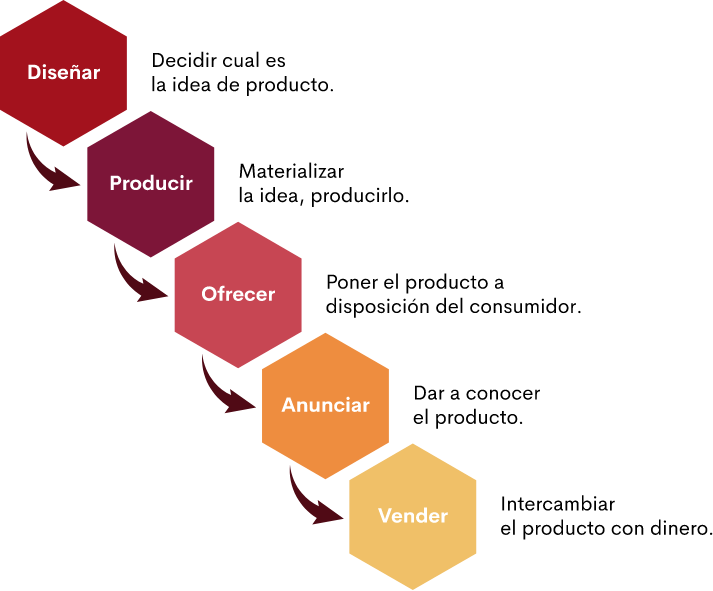 Diseñar
Decidir cual es
la idea de producto.
Producir
Materializar
la idea, producirlo.
Ofrecer
Poner el producto a
disposición del consumidor.
Anunciar
Dar a conocer
el producto.
Vender
Intercambiar
el producto con dinero.